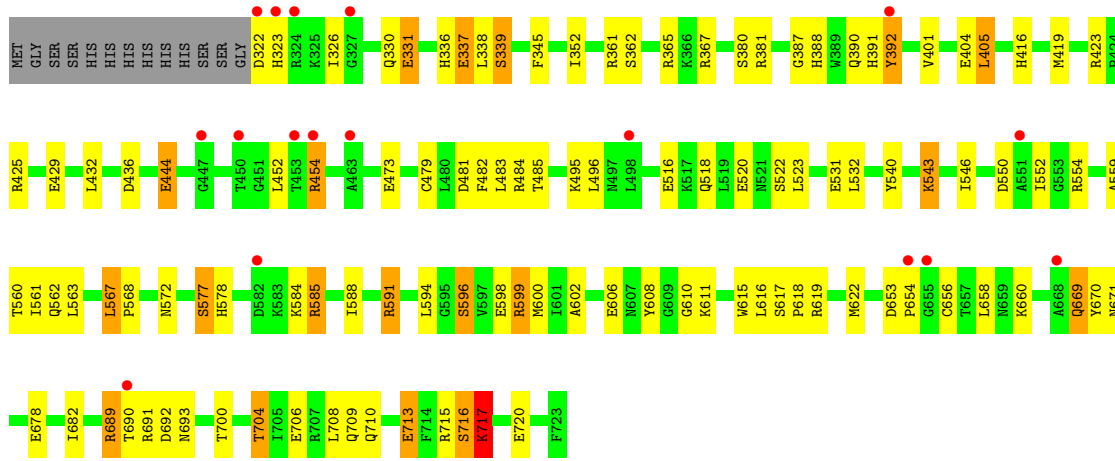 MET GLY SER SER HIS HIS HIS HIS HIS HIS SER SER GLY D322 H323 R324 K325 I326 G327 Q330 E331 H336 E337 L338 S339 F345 I352 R361 S362 R365 K366 R367 S380 R381 G387 H388 W389 Q390 H391 Y392 V401 E404 L405 H416 M419 R423
R425 E429 L432 D436 E444 G447 T450 G451 L452 T453 R454 A463 E473 C479 L480 D481 F482 L483 R484 T485 K495 L496 N497 L498 E516 K517 Q518 L519 E520 N521 S522 L523 E531 L532 Y540 K543 I546 D550 A551 I552 G553 R554 A559
T560 I561 Q562 L563 L567 P568 N572 S577 H578 D582 K583 K584 R585 I588 R591 L594 G595 S596 V597 E598 R599 M600 I601 A602 E606 N607 Y608 G609 G610 K611 W615 L616 S617 P618 R619 M622 D653 P654 G655 C656 T657 L658 N659 K660 A668 Q669 Y670 N671
E678 I682 R689 T690 R691 D692 N693 T700 T704 I705 E706 R707 L708 Q709 Q710 E713 F714 R715 S716 K717 E720 F723